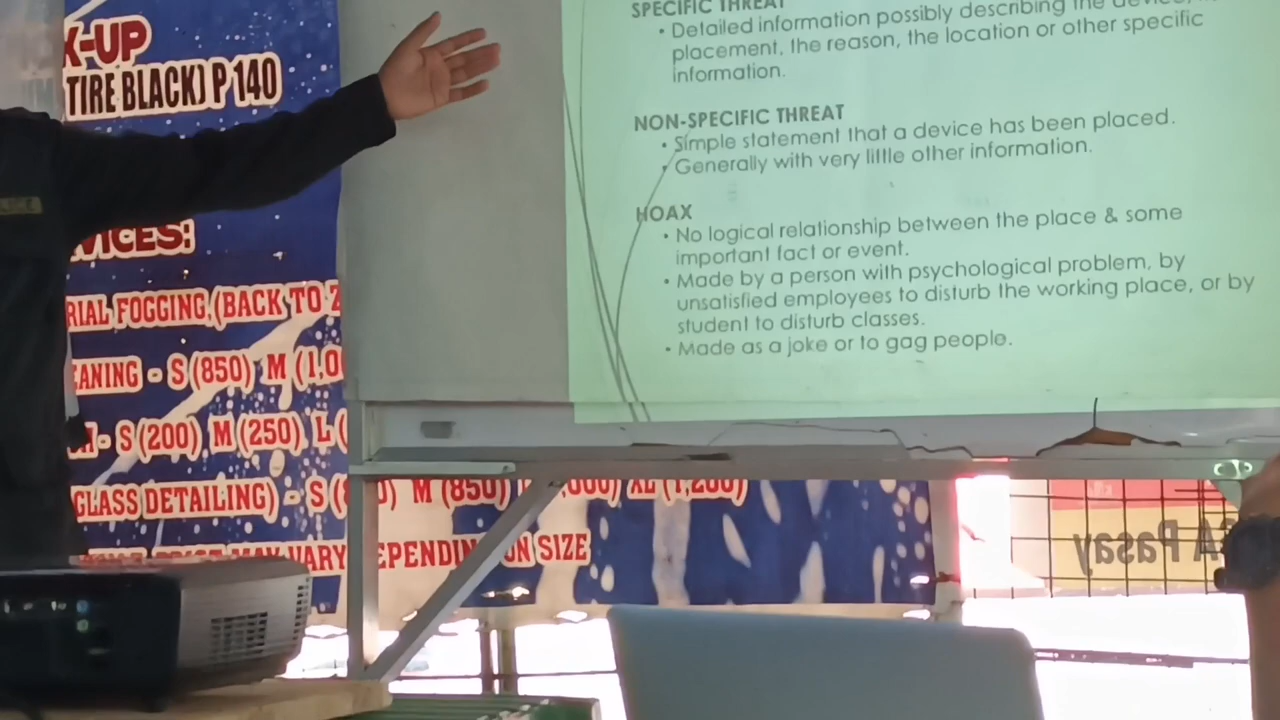 SPECIFIC THREAT
• Detailed information possibly describing the
placement, the reason, the location or other specific
information.
NON-SPECIFIC THREAT
• Simple statement that a device has been placed.
• Generally with very little other information.
HOAX
• No logical relationship between the place & some
important fact or event.
• Made by a person with psychological problem, by
unsatisfied employees to disturb the working place, or by
student to disturb classes.
• Made as a joke or to gag people.
K-UP
TIRE BLACK) P 140
VICES:
RIAL FOGGING (BACK TO Z
EANING - S (850) M (1,0
- S (200) M (250) L (
GLASS DETAILING) - S ( M (850) XL (1,200)
MAY VARY EPENDIN ON SIZE
Pasay